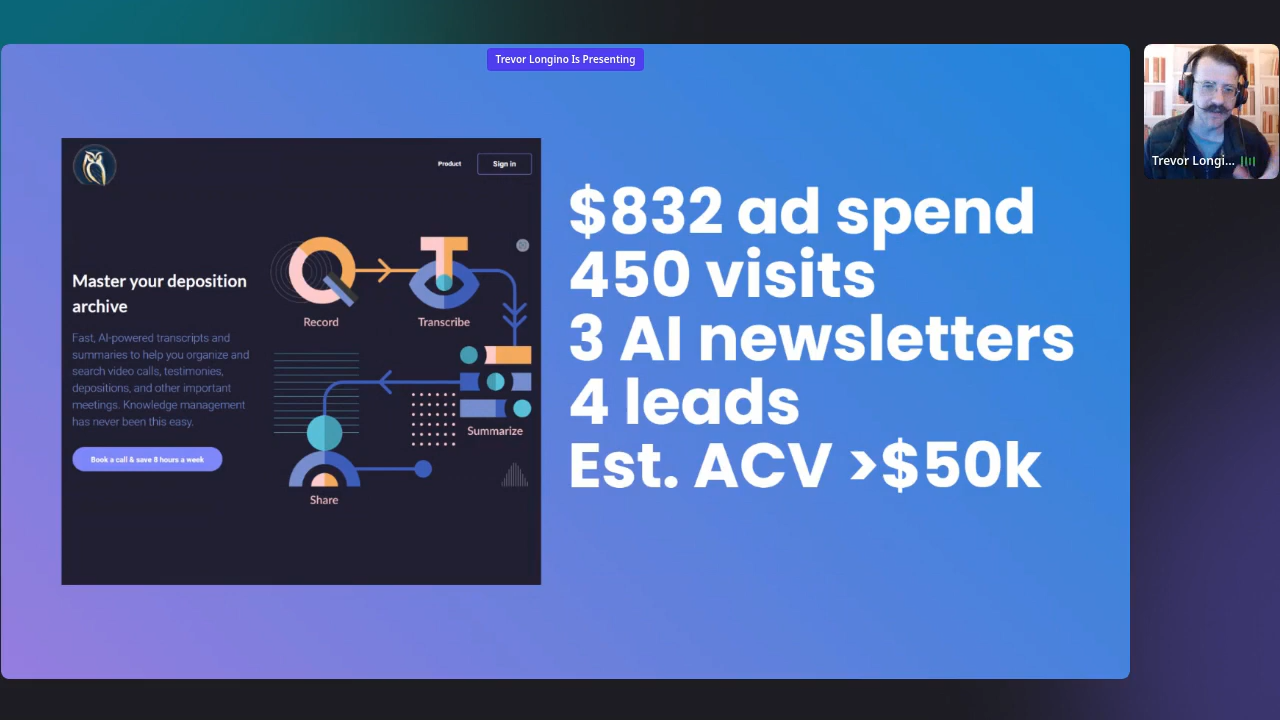 Trevor Longino Is Presenting
Product
Sign in
Master your deposition
archive
Fast, AI-powered transcripts and
summaries to help you organize and
search video calls, testimonies,
depositions, and other important
meetings. Knowledge management
has never been this easy.
Book a call & save 8 hours a week
Record
Transcribe
Summarize
Share
$832 ad spend
450 visits
3 AI newsletters
4 leads
Est. ACV >$50k
Trevor Longi...